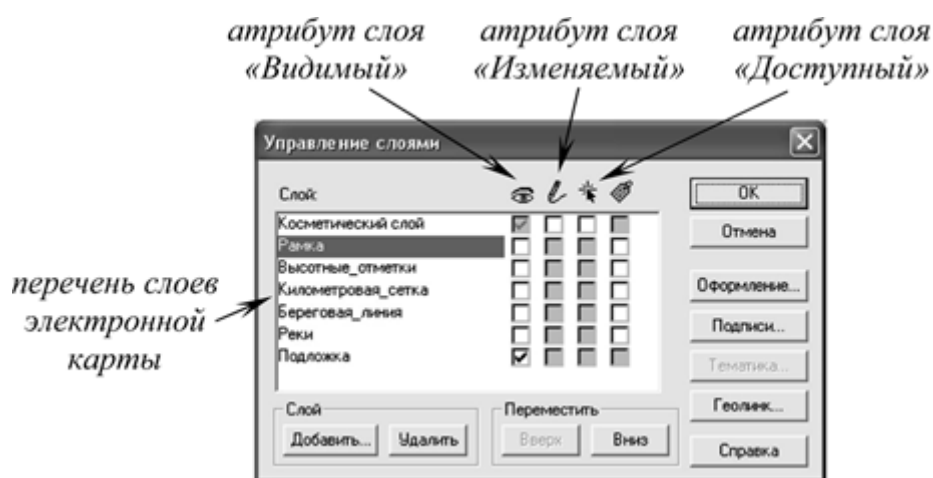 атрибут слоя
«Видимый»
атрибут слоя
«Изменяемый»
атрибут слоя
«Доступный»
Управление слоями
Слой:
Косметический слой
Рамка
Высотные_отметки
Километровая_сетка
Береговая_линия
Реки
Подложка
перечень слоев
электронной
карты
OK
Отмена
Оформление...
Подписи...
Тематика...
Геолинк...
Справка
Слой
Добавить...
Удалить
Переместить
Вверх
Вниз